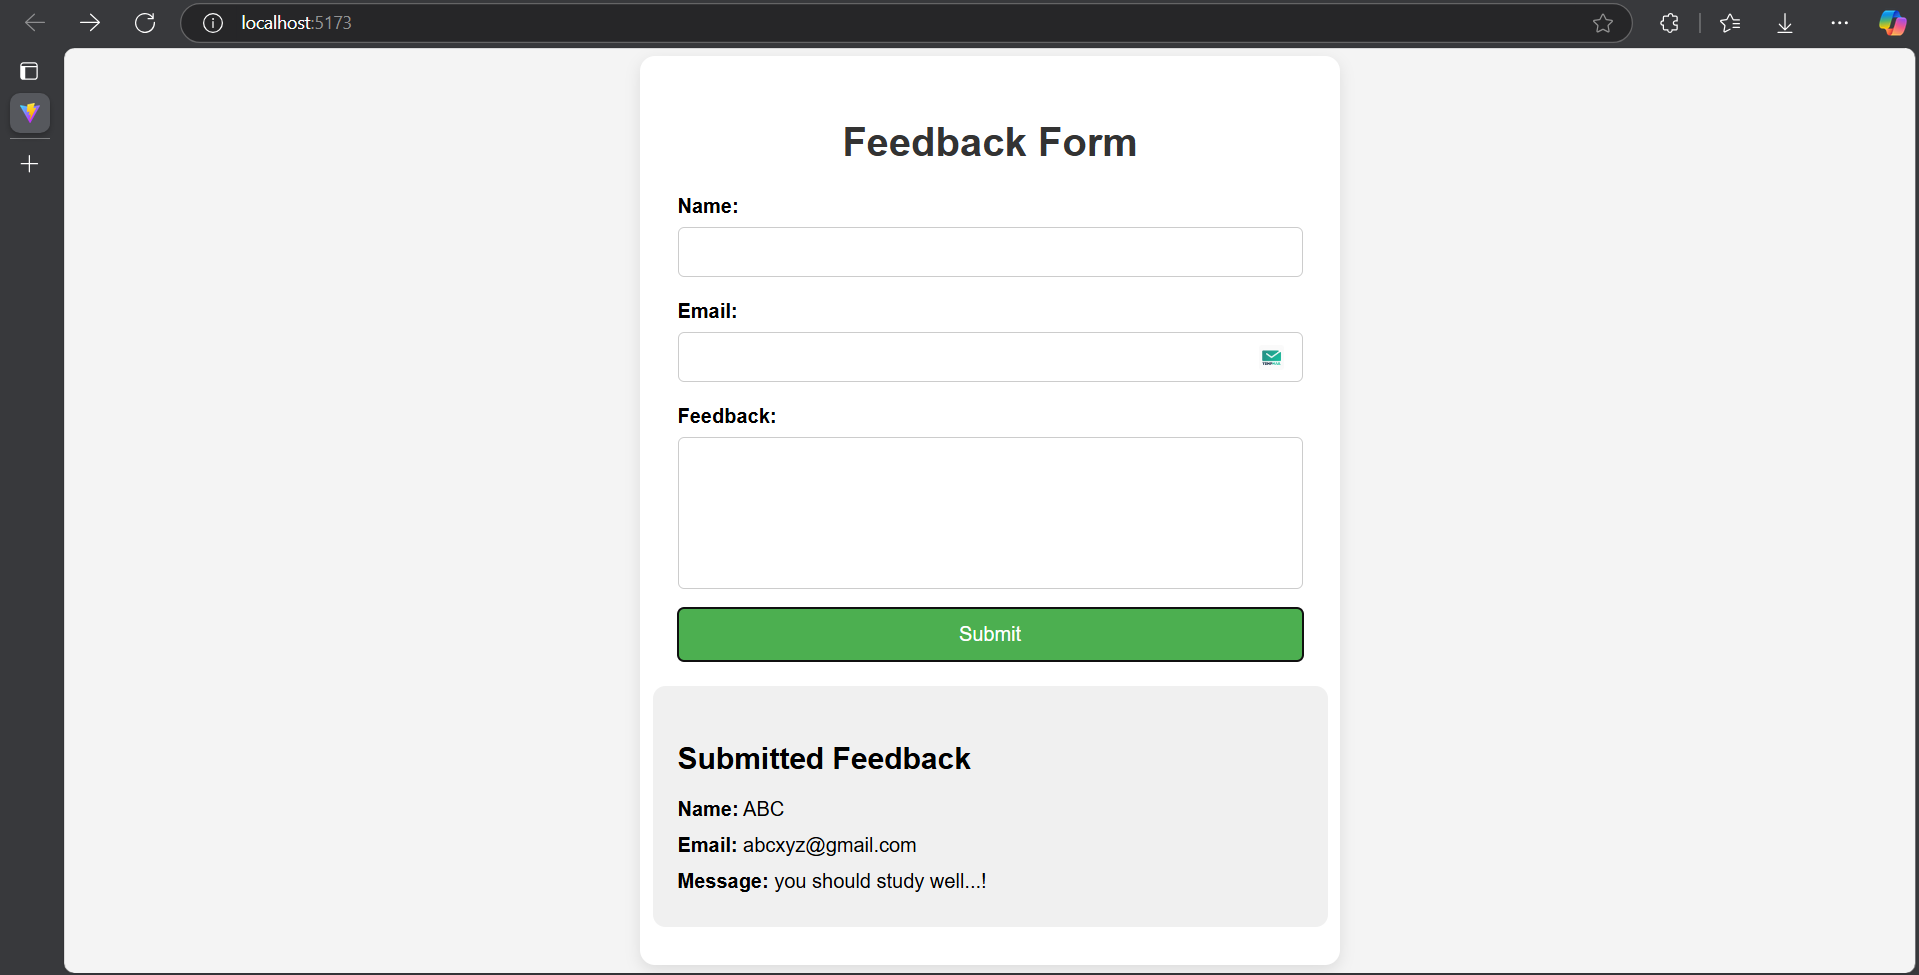 localhost:5173
Feedback Form
Name:
Email:
Feedback:
Submit
Submitted Feedback
Name: ABC
Email: abcxyz@gmail.com
Message: you should study well...!